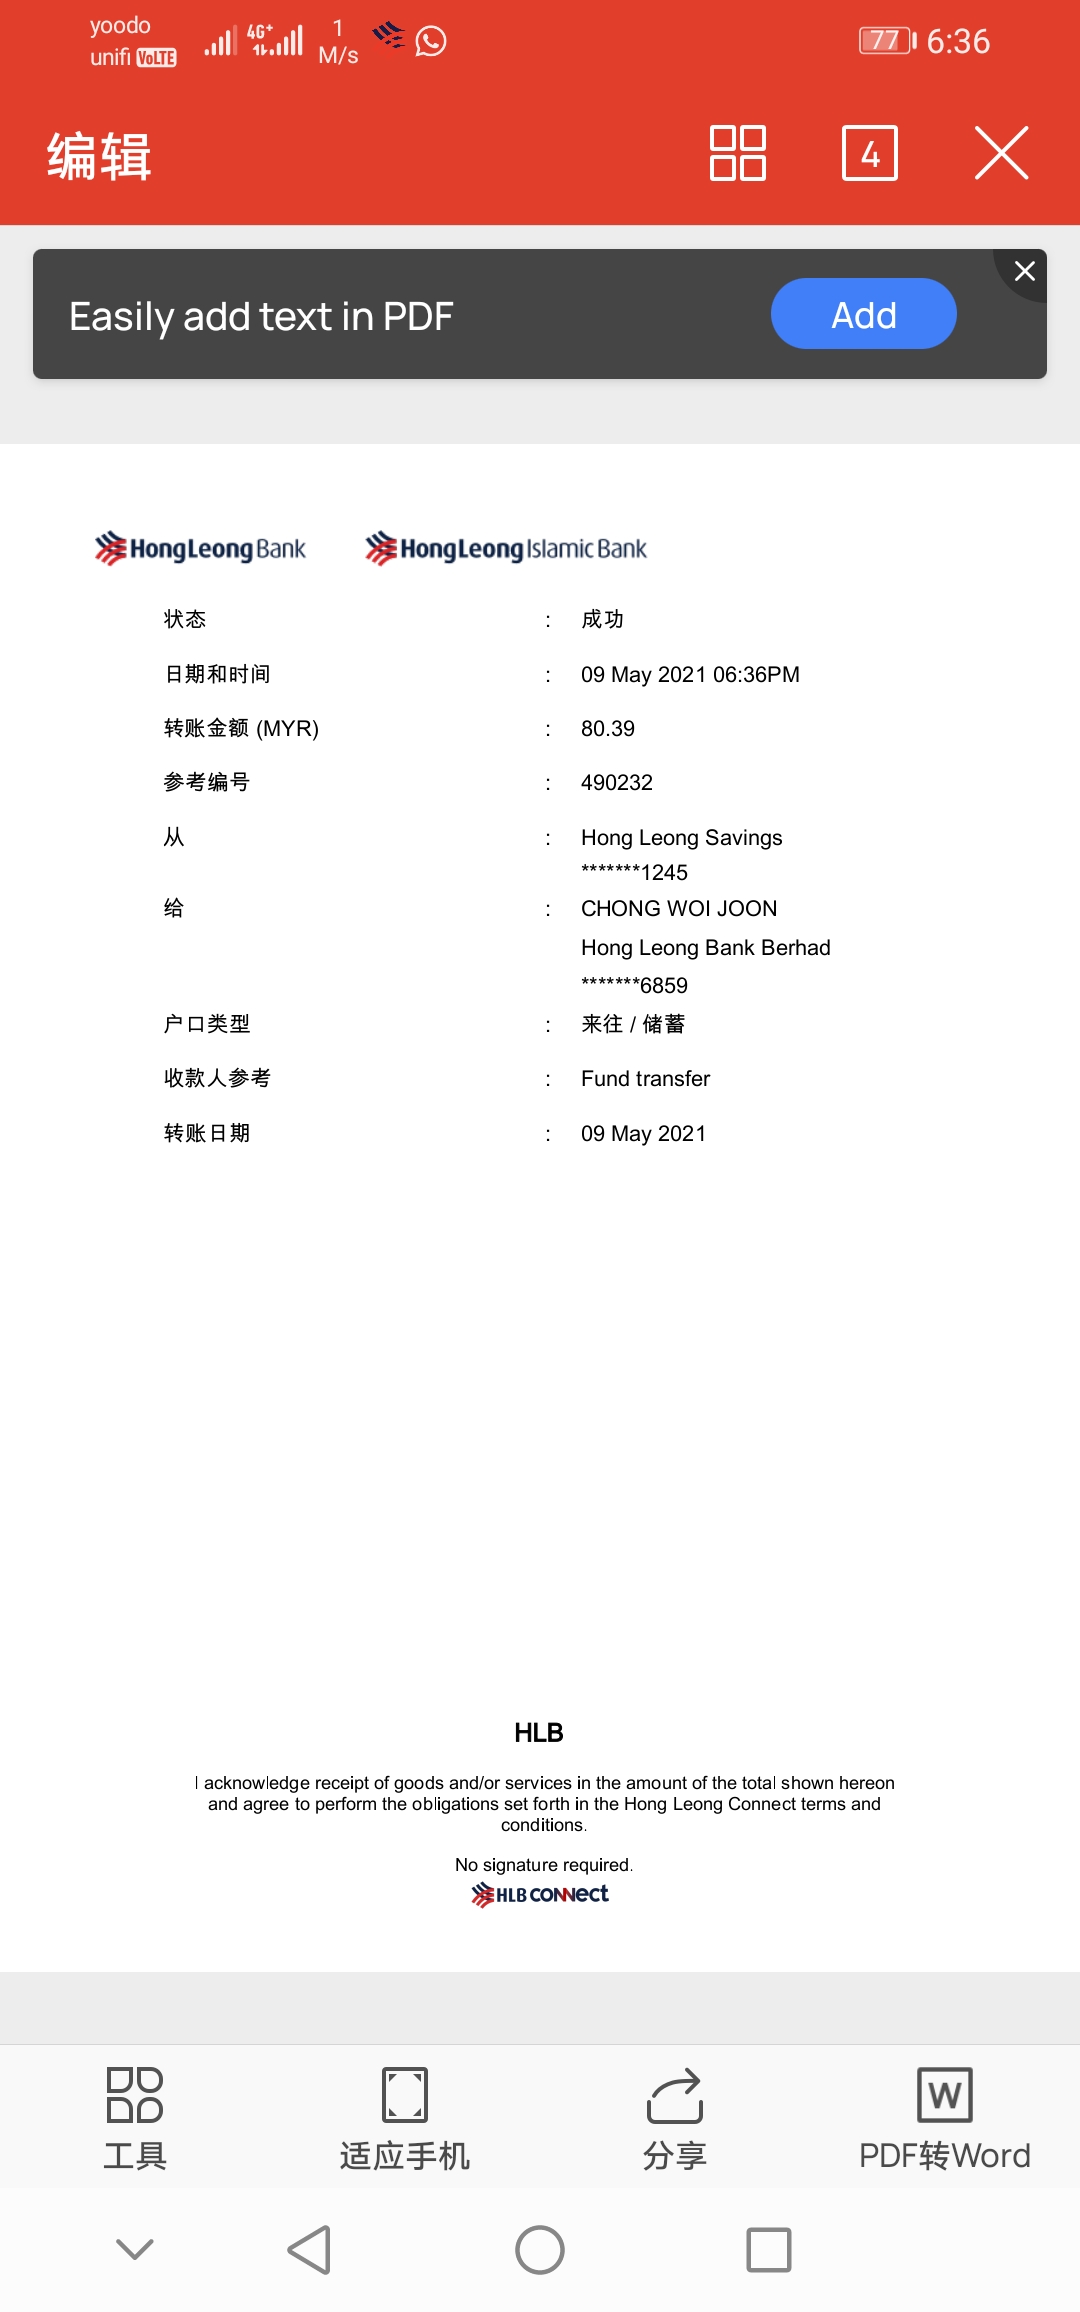 yoodo
unifi VoLTE 4G+ 1 M/s 77 6:36
编辑 4
Easily add text in PDF Add
HongLeong Bank HongLeong Islamic Bank
状态 : 成功
日期和时间 : 09 May 2021 06:36PM
转账金额 (MYR) : 80.39
参考编号 : 490232
从 : Hong Leong Savings
*******1245
给 : CHONG WOI JOON
Hong Leong Bank Berhad
*******6859
户口类型 : 来往 / 储蓄
收款人参考 : Fund transfer
转账日期 : 09 May 2021
HLB
I acknowledge receipt of goods and/or services in the amount of the total shown hereon
and agree to perform the obligations set forth in the Hong Leong Connect terms and
conditions.
No signature required.
HLB CONNect
W
工具 适应手机 分享 PDF转Word